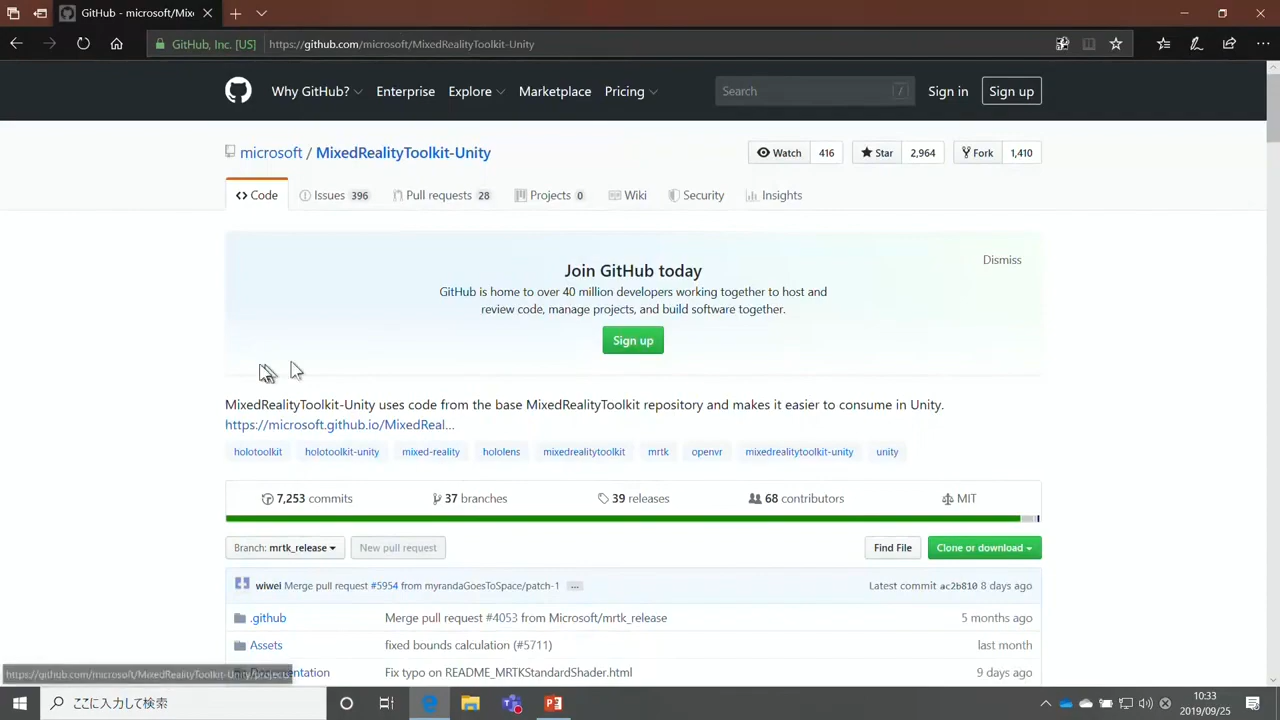 GitHub - microsoft/Mixe
GitHub, Inc. [US]
https://github.com/microsoft/MixedRealityToolkit-Unity
Why GitHub?
Enterprise
Explore
Marketplace
Pricing
Search
/
Sign in
Sign up
microsoft / MixedRealityToolkit-Unity
Watch 416
Star 2,964
Fork 1,410
Code
Issues 396
Pull requests 28
Projects 0
Wiki
Security
Insights
Join GitHub today
Dismiss
GitHub is home to over 40 million developers working together to host and
review code, manage projects, and build software together.
Sign up
MixedRealityToolkit-Unity uses code from the base MixedRealityToolkit repository and makes it easier to consume in Unity.
https://microsoft.github.io/MixedReal...
holotoolkit holotoolkit-unity mixed-reality hololens mixedrealitytoolkit mrtk openvr mixedrealitytoolkit-unity unity
7,253 commits
37 branches
39 releases
68 contributors
MIT
Branch: mrtk_release
New pull request
Find File
Clone or download
wiwei Merge pull request #5954 from myrandaGoesToSpace/patch-1 ...
Latest commit ac2b810 8 days ago
.github
Merge pull request #4053 from Microsoft/mrtk_release
5 months ago
Assets
fixed bounds calculation (#5711)
last month
https://github.com/microsoft/MixedRealityToolkit-Unity/projects
Fix typo on README_MRTKStandardShader.html
9 days ago
ここに入力して検索
10:33
2019/09/25